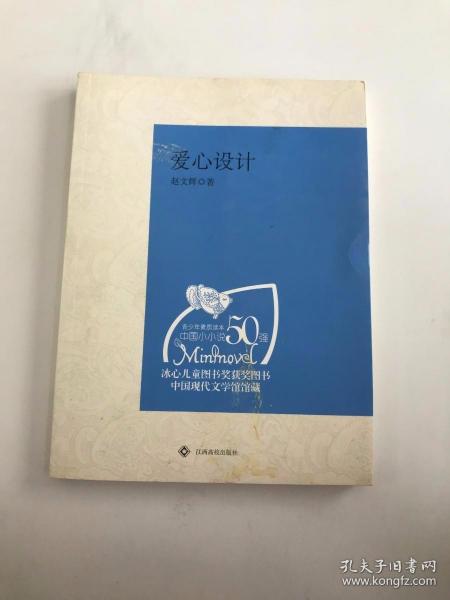 爱心设计
赵文辉◎著
青少年素质读本
中国小小说50强
Mininovel
冰心儿童图书奖获奖图书
中国现代文学馆馆藏
江西高校出版社
孔夫子旧书网
www.kongfz.com